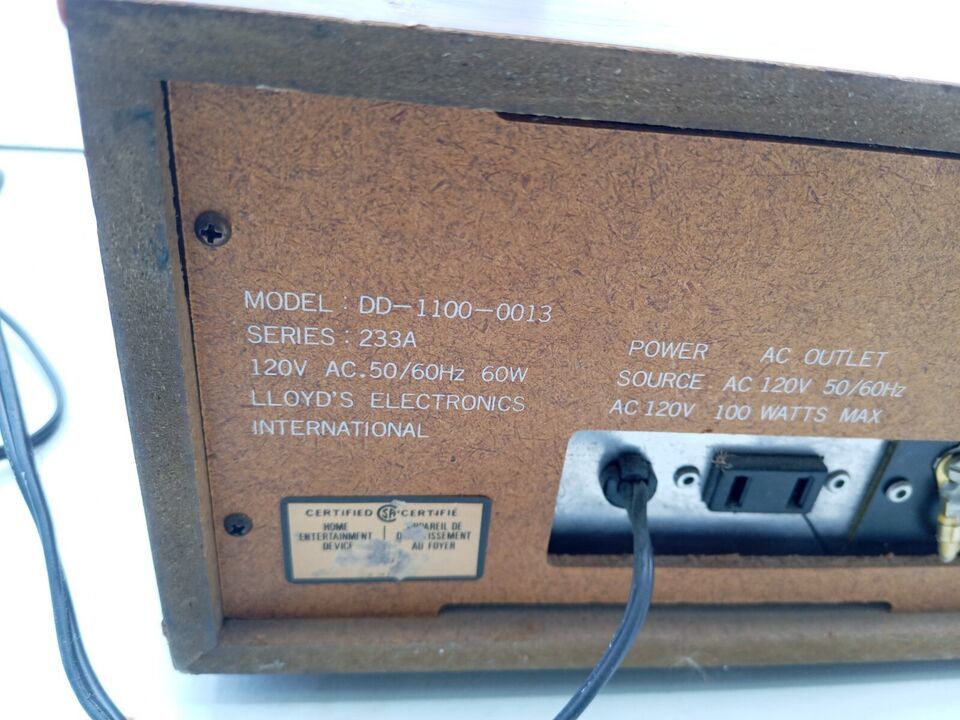 MODEL : DD-1100-0013
SERIES : 233A
120V AC.50/60Hz 60W
LLOYD'S ELECTRONICS
INTERNATIONAL
POWER AC OUTLET
SOURCE AC 120V 50/60Hz
AC 120V 100 WATTS MAX
CERTIFIED SA CERTIFIÉ
HOME
ENTERTAINMENT
DEVICE
DE
AU FOYER